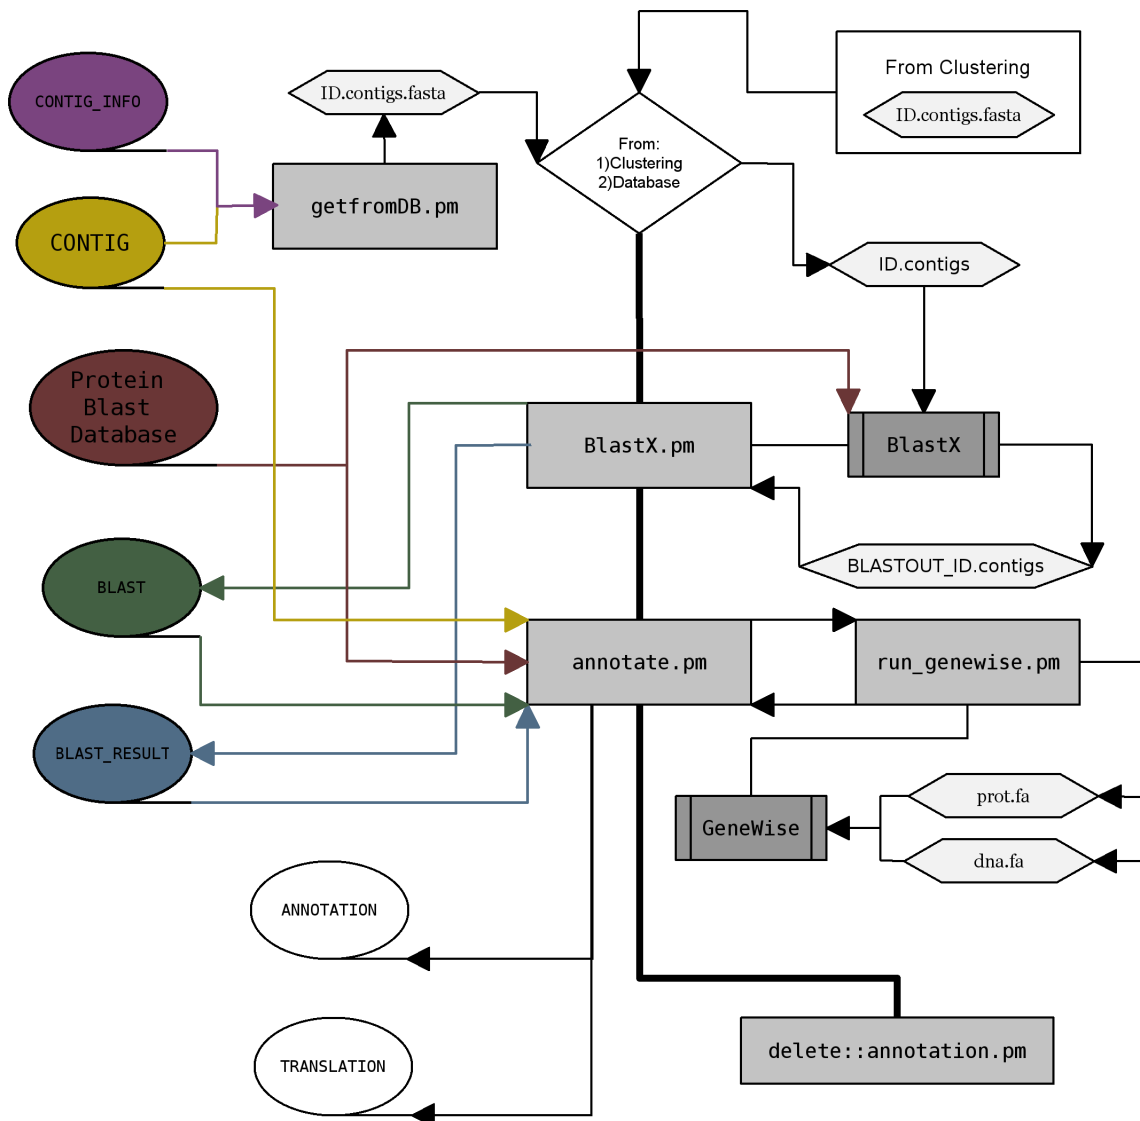 From Clustering
ID.contigs.fasta
CONTIG_INFO
ID.contigs.fasta
From:
1)Clustering
2)Database
getfromDB.pm
CONTIG
ID.contigs
Protein
Blast
Database
BlastX.pm
BlastX
BLAST
BLASTOUT_ID.contigs
annotate.pm
run_genewise.pm
BLAST_RESULT
prot.fa
GeneWise
dna.fa
ANNOTATION
delete::annotation.pm
TRANSLATION